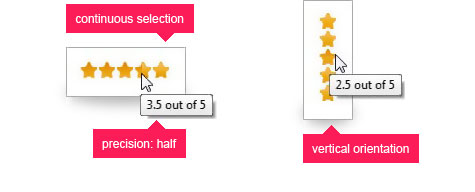 continuous selection
3.5 out of 5
precision: half
2.5 out of 5
vertical orientation